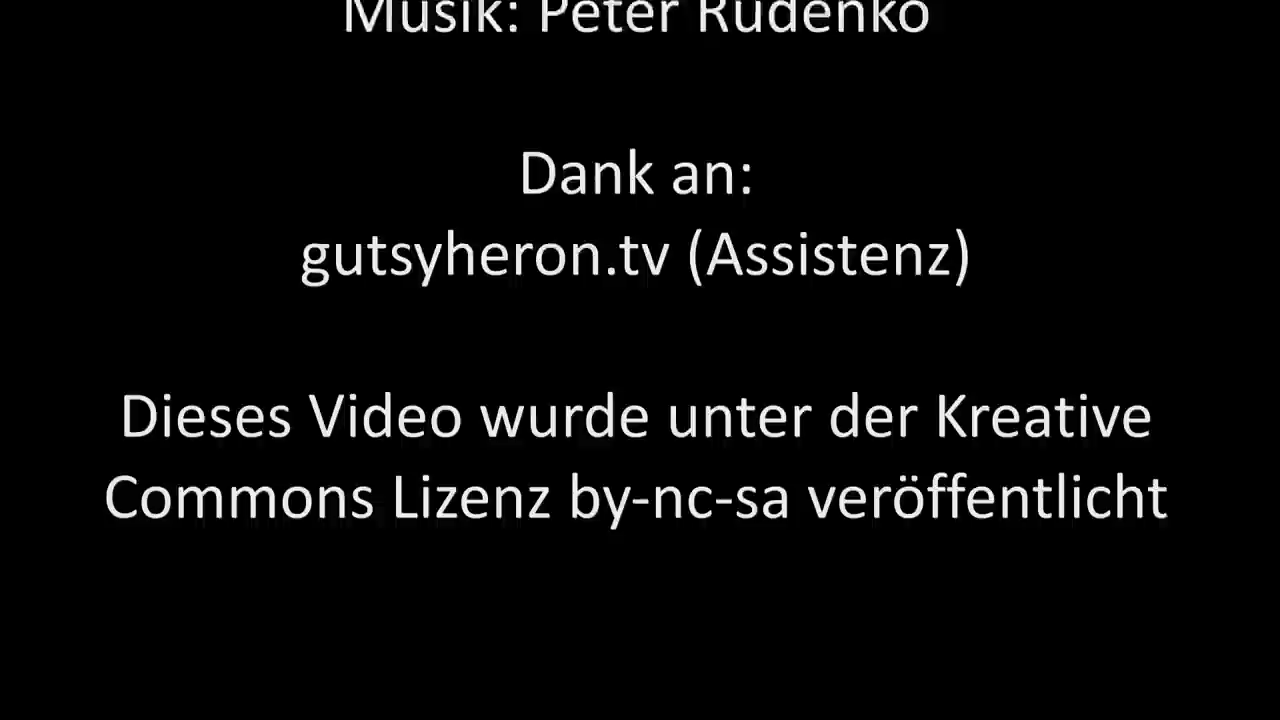 Musik: Peter Rudenko
Dank an:
gutsyheron.tv (Assistenz)
Dieses Video wurde unter der Kreative
Commons Lizenz by-nc-sa veröffentlicht